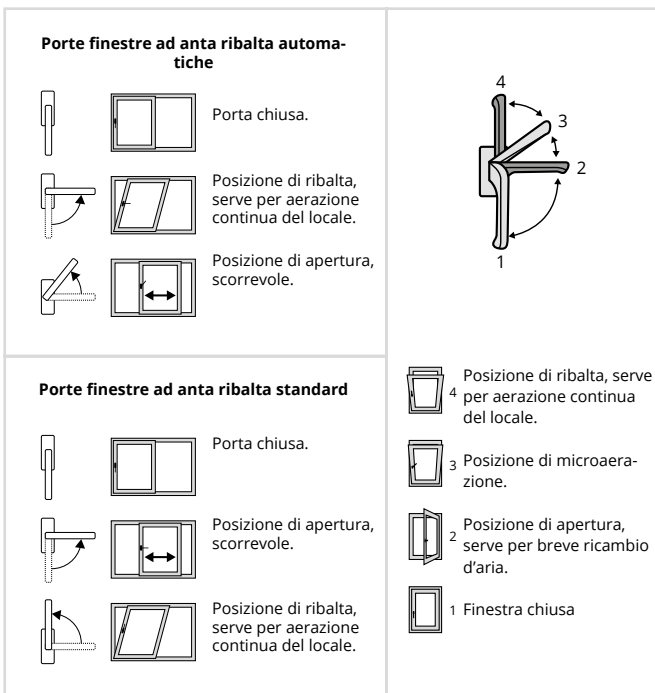 Porte finestre ad anta ribalta automa-
tiche
Porta chiusa.
Posizione di ribalta,
serve per aerazione
continua del locale.
Posizione di apertura,
scorrevole.
Porte finestre ad anta ribalta standard
Porta chiusa.
Posizione di apertura,
scorrevole.
Posizione di ribalta,
serve per aerazione
continua del locale.
4
3
2
1
4 Posizione di ribalta, serve
per aerazione continua
del locale.
3 Posizione di microaera-
zione.
2 Posizione di apertura,
serve per breve ricambio
d'aria.
1 Finestra chiusa